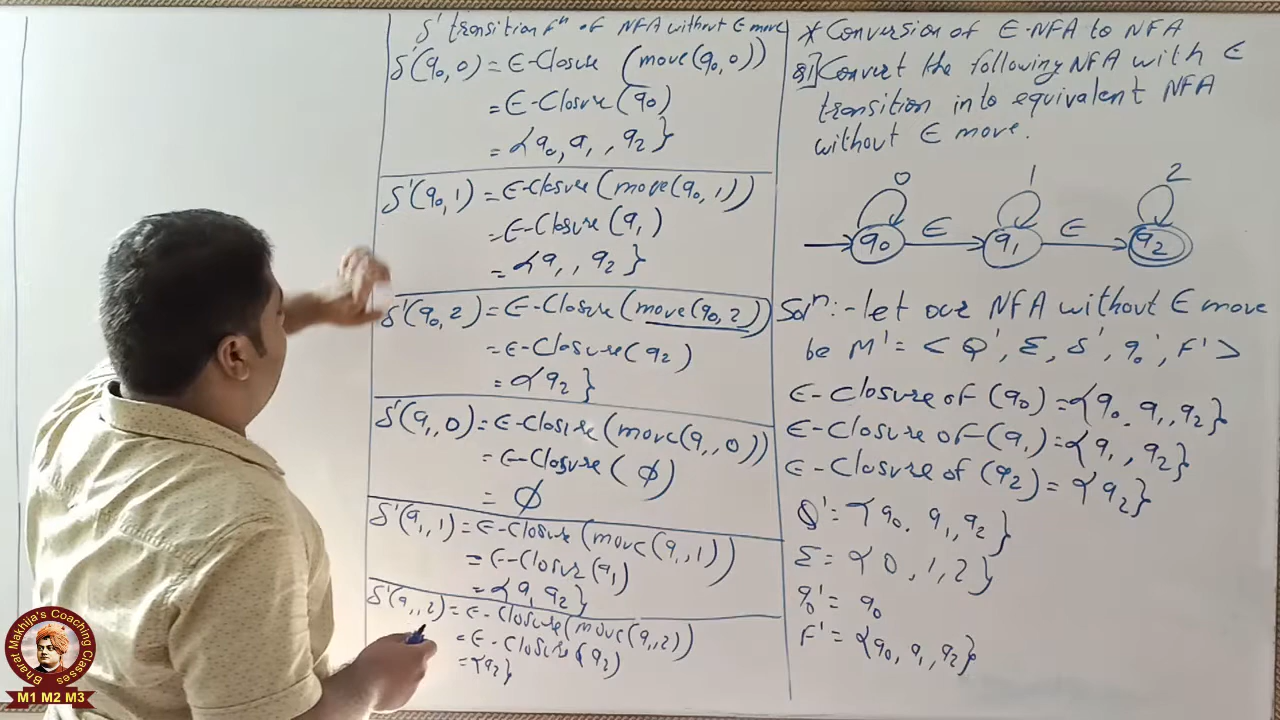 δ' transition Fⁿ of NFA without ∈ move
δ'(q₀, 0) = ∈-Closure (move(q₀, 0))
= ∈-Closure(q₀)
= {q₀, q₁, q₂}
δ'(q₀, 1) = ∈-Closure(move(q₀, 1))
= ∈-Closure(q₁)
= {q₁, q₂}
δ'(q₀, 2) = ∈-Closure(move(q₀, 2))
= ∈-Closure(q₂)
= {q₂}
δ'(q₁, 0) = ∈-Closure(move(q₁, 0))
= ∈-Closure(φ)
= φ
δ'(q₁, 1) = ∈-Closure(move(q₁, 1))
= ∈-Closure(q₁)
= {q₁, q₂}
δ'(q₁, 2) = ∈-Closure(move(q₁, 2))
= ∈-Closure(q₂)
= {q₂}
* Conversion of ∈-NFA to NFA
Q1] Convert the following NFA with ∈
transition into equivalent NFA
without ∈ move.
0 1 2
q₀ ∈ q₁ ∈ q₂
Solⁿ:- let our NFA without ∈ move
be M' = < Q', Σ, δ', q₀', F' >
∈-Closure of (q₀) = {q₀, q₁, q₂}
∈-Closure of (q₁) = {q₁, q₂}
∈-Closure of (q₂) = {q₂}
Q' = {q₀, q₁, q₂}
Σ = {0, 1, 2}
q₀' = q₀
F' = {q₀, q₁, q₂}
Bharat Makhija's Coaching Classes
M1 M2 M3